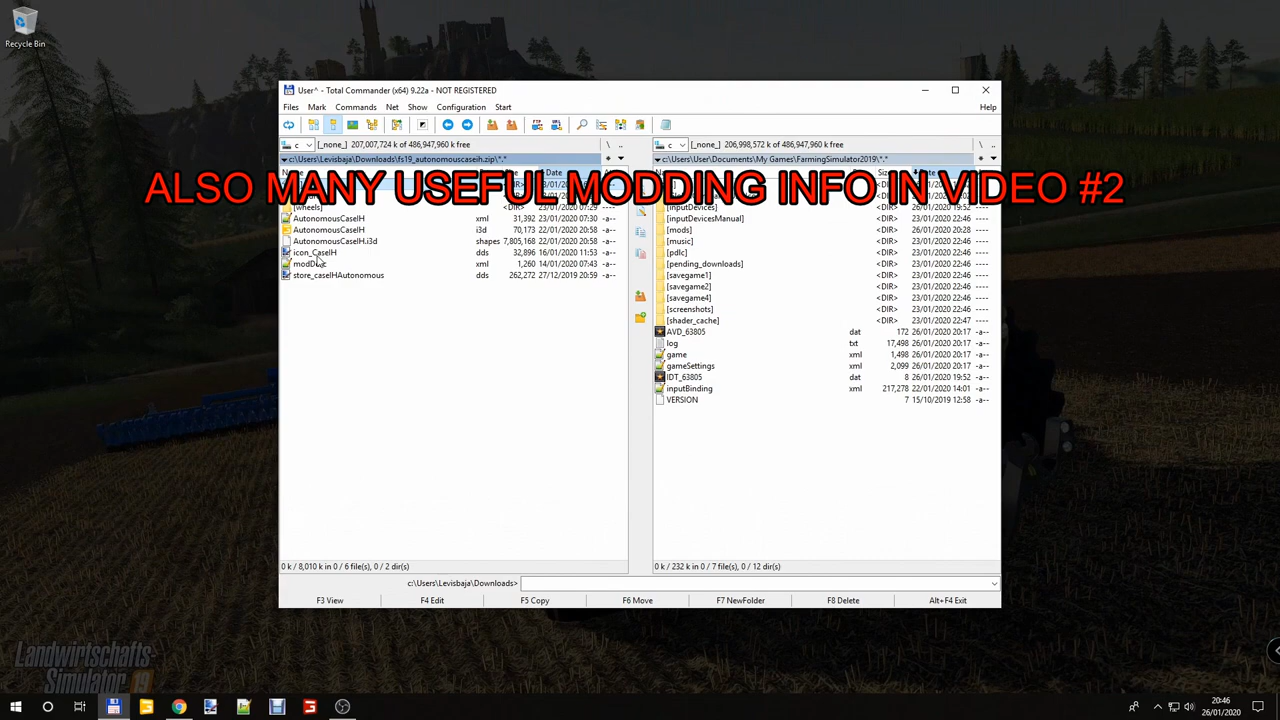 Recycle Bin
User^ - Total Commander (x64) 9.22a - NOT REGISTERED
Files Mark Commands Net Show Configuration Start Help
c [_none_] 207,007,724 k of 486,947,960 k free \ ..
c [_none_] 206,998,572 k of 486,947,960 k free \ ..
c:\Users\Levisbaja\Downloads\fs19_autonomouscaseih.zip\*.* * ▼
c:\Users\User\Documents\My Games\FarmingSimulator2019\*.* * ▼
ALSO MANY USEFUL MODDING INFO IN VIDEO #2
[wheels] <DIR> 23/01/2020 07:29 ----
AutonomousCaseIH xml 31,392 23/01/2020 07:30 -a--
AutonomousCaseIH i3d 70,173 22/01/2020 20:58 -a--
AutonomousCaseIH.i3d shapes 7,805,168 22/01/2020 20:58 -a--
icon_CaseIH dds 32,896 16/01/2020 11:53 -a--
modDesc xml 1,260 14/01/2020 07:43 -a--
store_caseIHAutonomous dds 262,272 27/12/2019 20:59 -a--
[inputDevices] <DIR> 26/01/2020 19:52 ----
[inputDevicesManual] <DIR> 23/01/2020 22:46 ----
[mods] <DIR> 26/01/2020 20:28 ----
[music] <DIR> 23/01/2020 22:46 ----
[pdlc] <DIR> 23/01/2020 22:46 ----
[pending_downloads] <DIR> 23/01/2020 22:46 ----
[savegame1] <DIR> 23/01/2020 22:46 ----
[savegame2] <DIR> 23/01/2020 22:46 ----
[savegame4] <DIR> 23/01/2020 22:46 ----
[screenshots] <DIR> 23/01/2020 22:46 ----
[shader_cache] <DIR> 23/01/2020 22:47 ----
AVD_63805 dat 172 26/01/2020 20:17 -a--
log txt 17,498 26/01/2020 20:17 -a--
game xml 1,498 26/01/2020 20:17 -a--
gameSettings xml 2,099 26/01/2020 20:17 -a--
IDT_63805 dat 8 26/01/2020 19:52 -a--
inputBinding xml 217,278 22/01/2020 14:01 -a--
VERSION 7 15/10/2019 12:58 -a--
0 k / 8,010 k in 0 / 6 file(s), 0 / 2 dir(s)
0 k / 232 k in 0 / 7 file(s), 0 / 12 dir(s)
c:\Users\Levisbaja\Downloads>
F3 View F4 Edit F5 Copy F6 Move F7 NewFolder F8 Delete Alt+F4 Exit
Landwirtschafts-
Simulator 19
20:46
26/01/2020